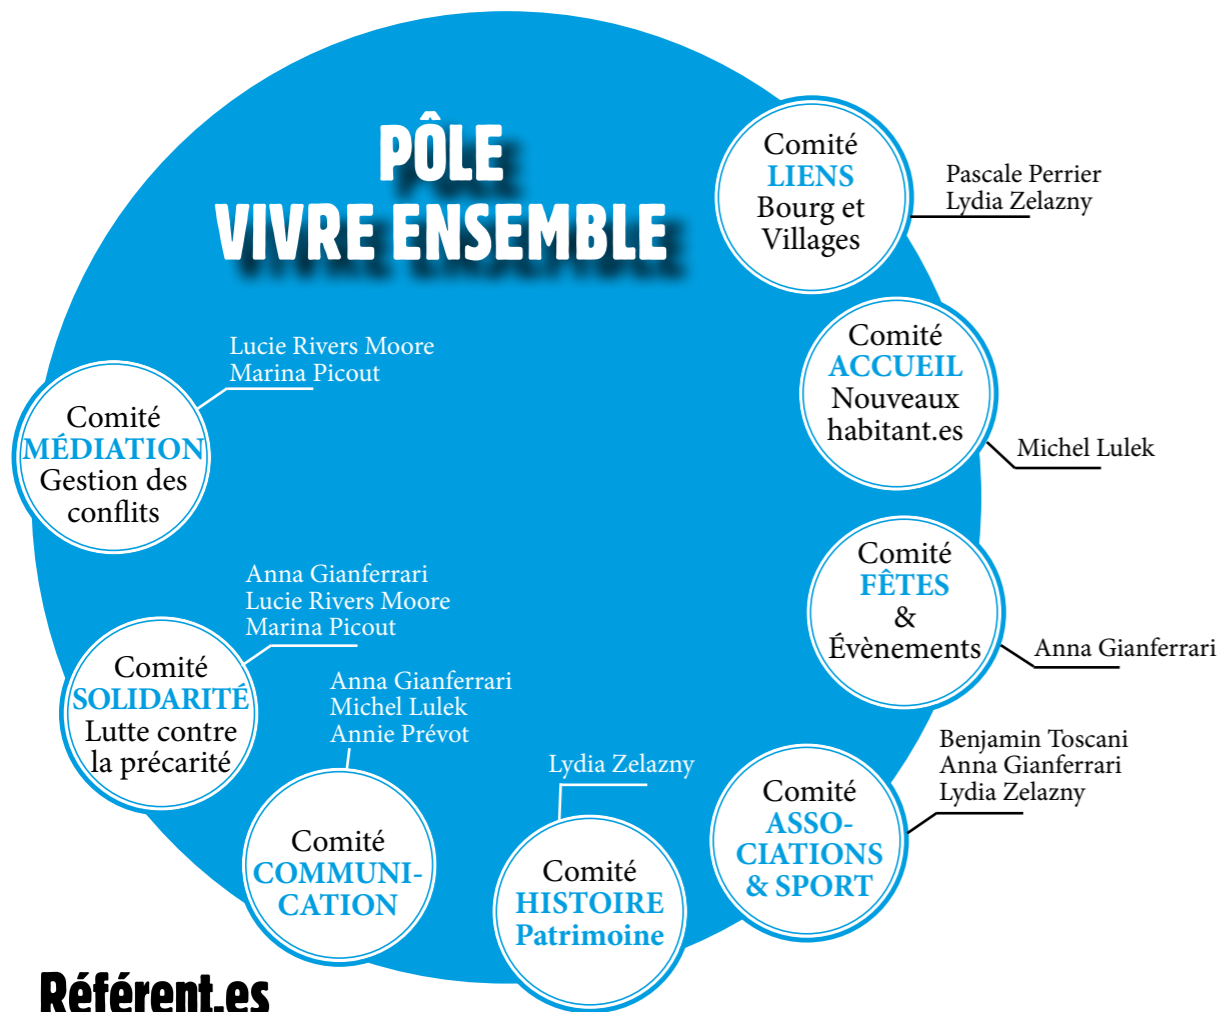 PÔLE
VIVRE ENSEMBLE
Comité
LIENS
Bourg et
Villages
Pascale Perrier
Lydia Zelazny
Comité
ACCUEIL
Nouveaux
habitant.es
Michel Lulek
Comité
FÊTES
&
Évènements
Anna Gianferrari
Comité
ASSO-
CIATIONS
& SPORT
Benjamin Toscani
Anna Gianferrari
Lydia Zelazny
Comité
HISTOIRE
Patrimoine
Lydia Zelazny
Comité
COMMUNI-
CATION
Anna Gianferrari
Michel Lulek
Annie Prévot
Comité
SOLIDARITÉ
Lutte contre
la précarité
Anna Gianferrari
Lucie Rivers Moore
Marina Picout
Comité
MÉDIATION
Gestion des
conflits
Lucie Rivers Moore
Marina Picout
Référent.es